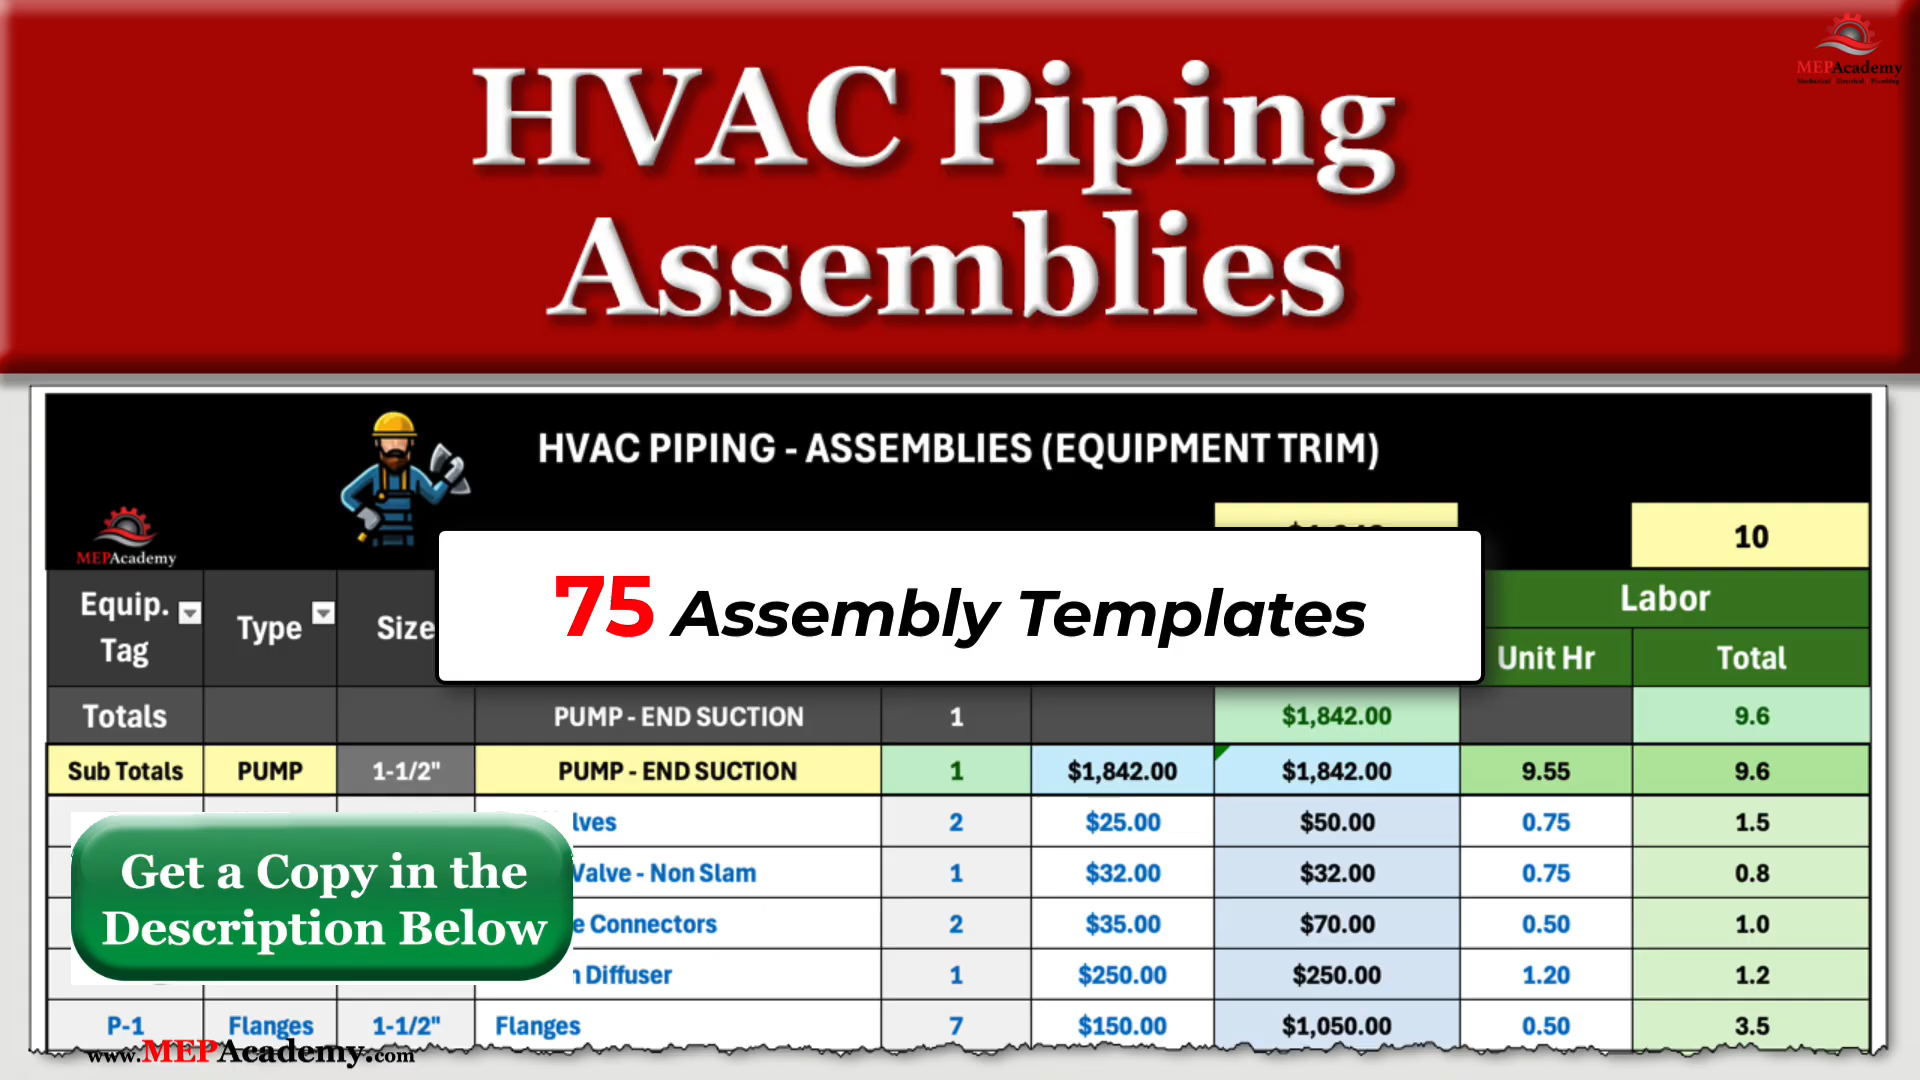 HVAC Piping
Assemblies
MEPAcademy
HVAC PIPING - ASSEMBLIES (EQUIPMENT TRIM)
MEPAcademy
10
75 Assembly Templates
Equip. Tag Type Size Labor
Unit Hr Total
Totals PUMP - END SUCTION 1 $1,842.00 9.6
Sub Totals PUMP 1-1/2" PUMP - END SUCTION 1 $1,842.00 $1,842.00 9.55 9.6
lves 2 $25.00 $50.00 0.75 1.5
Valve - Non Slam 1 $32.00 $32.00 0.75 0.8
e Connectors 2 $35.00 $70.00 0.50 1.0
n Diffuser 1 $250.00 $250.00 1.20 1.2
P-1 Flanges 1-1/2" Flanges 7 $150.00 $1,050.00 0.50 3.5
Get a Copy in the
Description Below
www.MEPAcademy.com